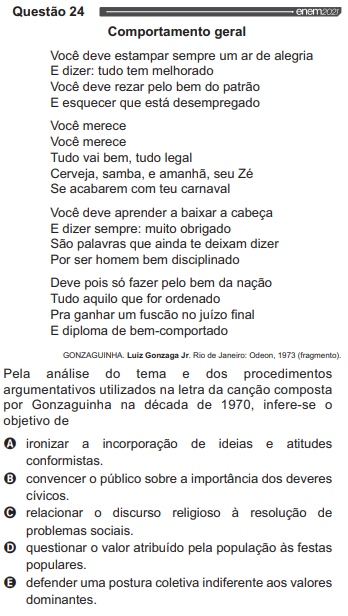 Questão 24
enem2021
Comportamento geral
Você deve estampar sempre um ar de alegria
E dizer: tudo tem melhorado
Você deve rezar pelo bem do patrão
E esquecer que está desempregado
Você merece
Você merece
Tudo vai bem, tudo legal
Cerveja, samba, e amanhã, seu Zé
Se acabarem com teu carnaval
Você deve aprender a baixar a cabeça
E dizer sempre: muito obrigado
São palavras que ainda te deixam dizer
Por ser homem bem disciplinado
Deve pois só fazer pelo bem da nação
Tudo aquilo que for ordenado
Pra ganhar um fuscão no juízo final
E diploma de bem-comportado
GONZAGUINHA. Luiz Gonzaga Jr. Rio de Janeiro: Odeon, 1973 (fragmento).
Pela análise do tema e dos procedimentos
argumentativos utilizados na letra da canção composta
por Gonzaguinha na década de 1970, infere-se o
objetivo de
A ironizar a incorporação de ideias e atitudes
conformistas.
B convencer o público sobre a importância dos deveres
cívicos.
C relacionar o discurso religioso à resolução de
problemas sociais.
D questionar o valor atribuído pela população às festas
populares.
E defender uma postura coletiva indiferente aos valores
dominantes.